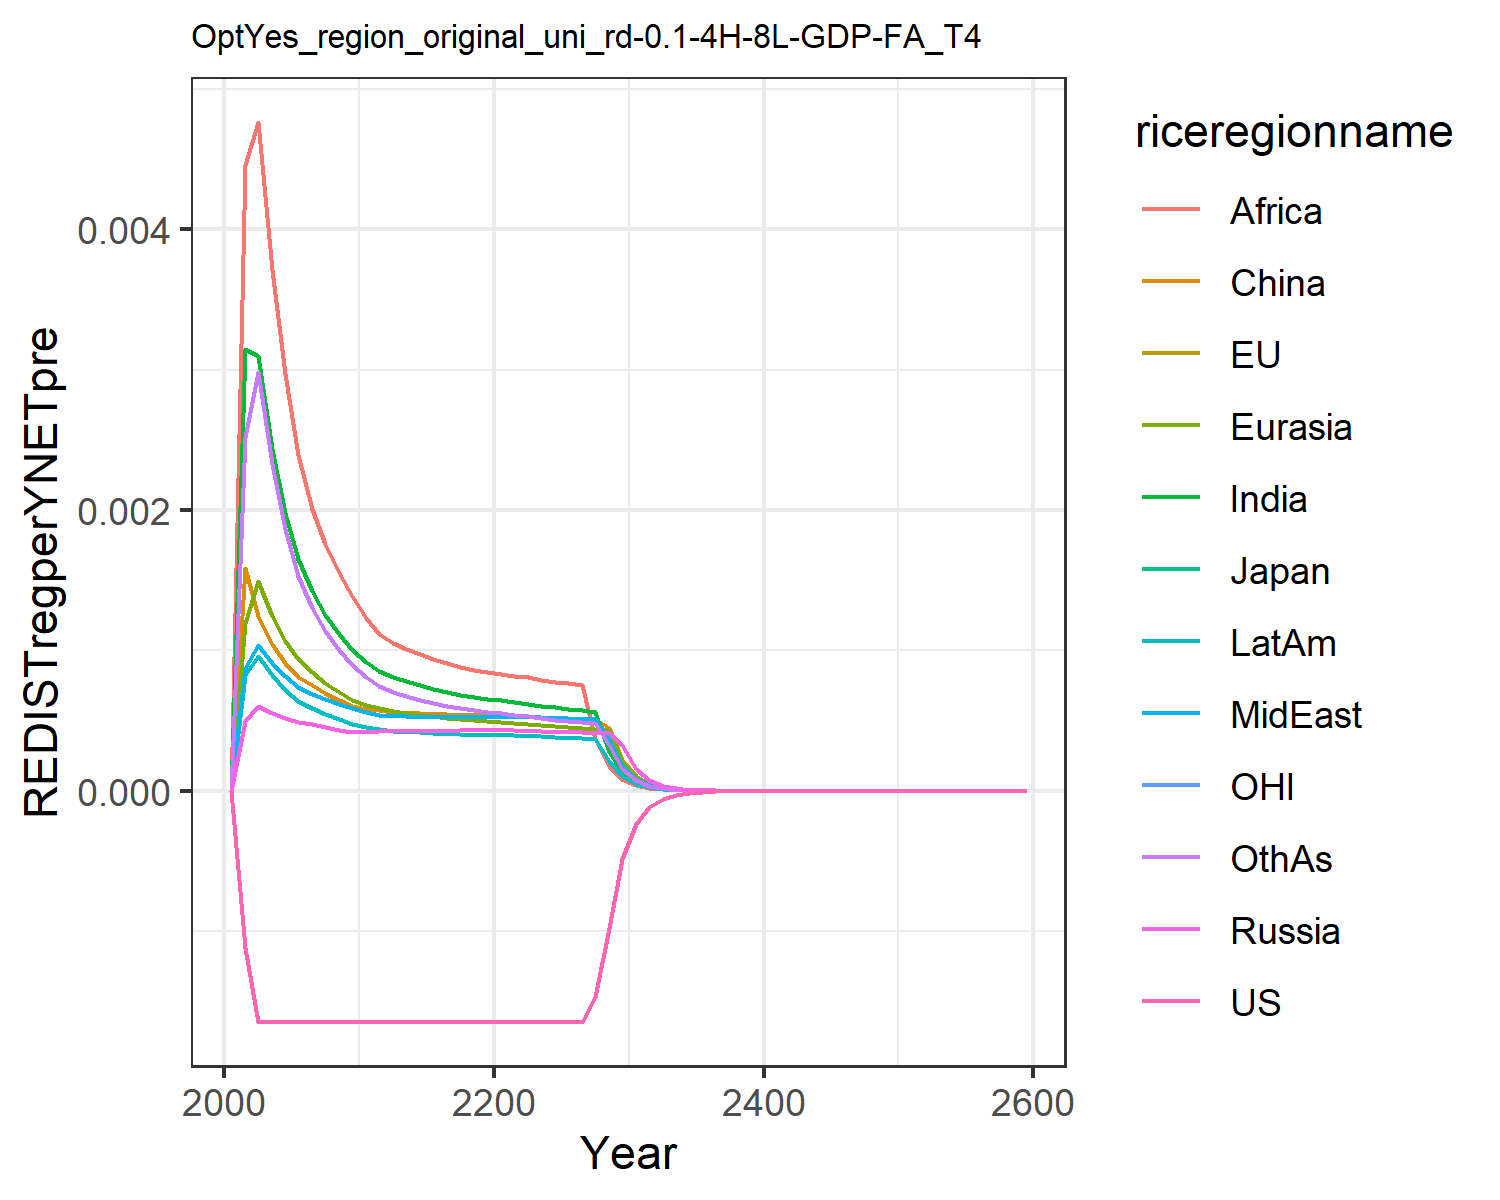 OptYes_region_original_uni_rd-0.1-4H-8L-GDP-FA_T4
REDISTregperYNETpre
0.004
0.002
0.000
2000
2200
2400
2600
Year
riceregionname
Africa
China
EU
Eurasia
India
Japan
LatAm
MidEast
OHI
OthAs
Russia
US